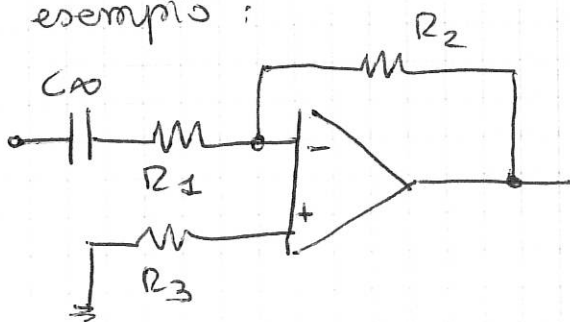 esempio :
R2
C∞
R1
-
+
R3